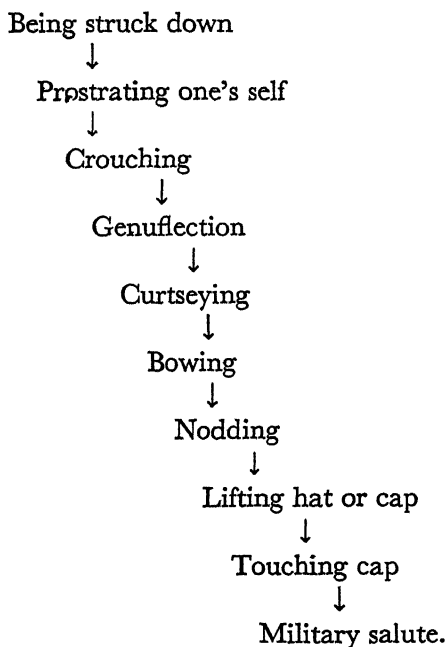 Being struck down
↓
Prostrating one's self
↓
Crouching
↓
Genuflection
↓
Curtseying
↓
Bowing
↓
Nodding
↓
Lifting hat or cap
↓
Touching cap
↓
Military salute.